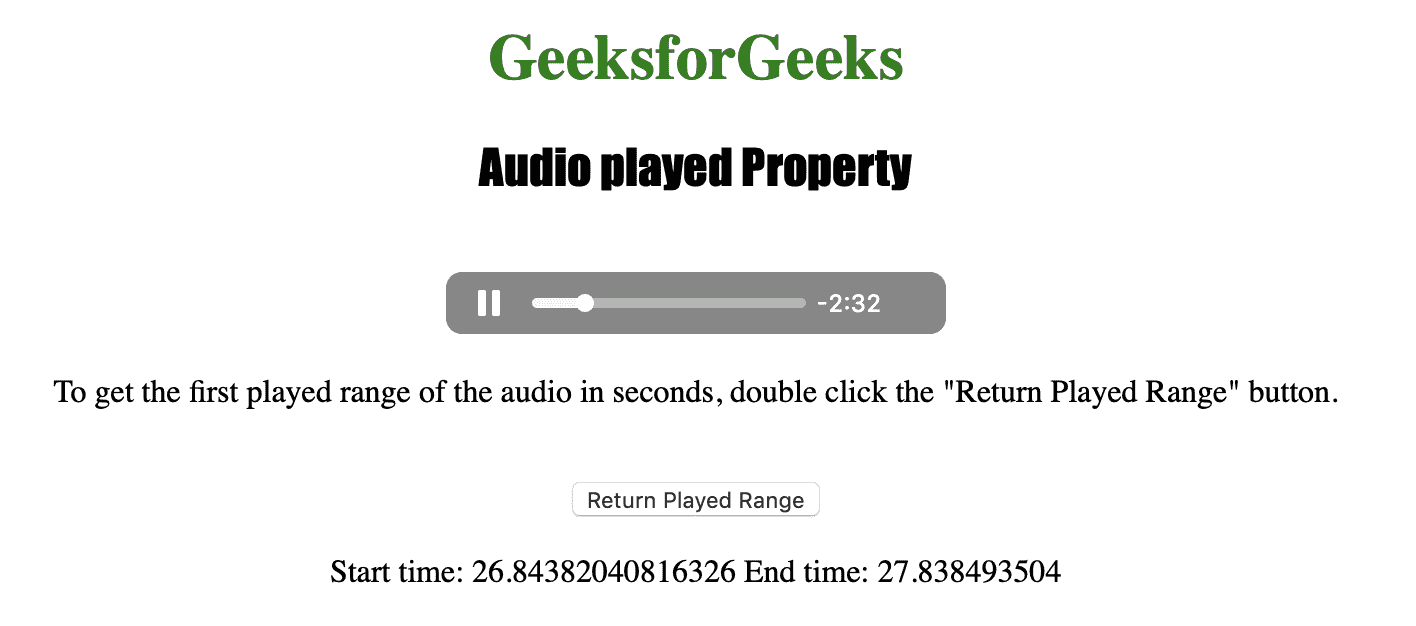 GeeksforGeeks
Audio played Property
-2:32
To get the first played range of the audio in seconds, double click the "Return Played Range" button.
Return Played Range
Start time: 26.84382040816326 End time: 27.838493504